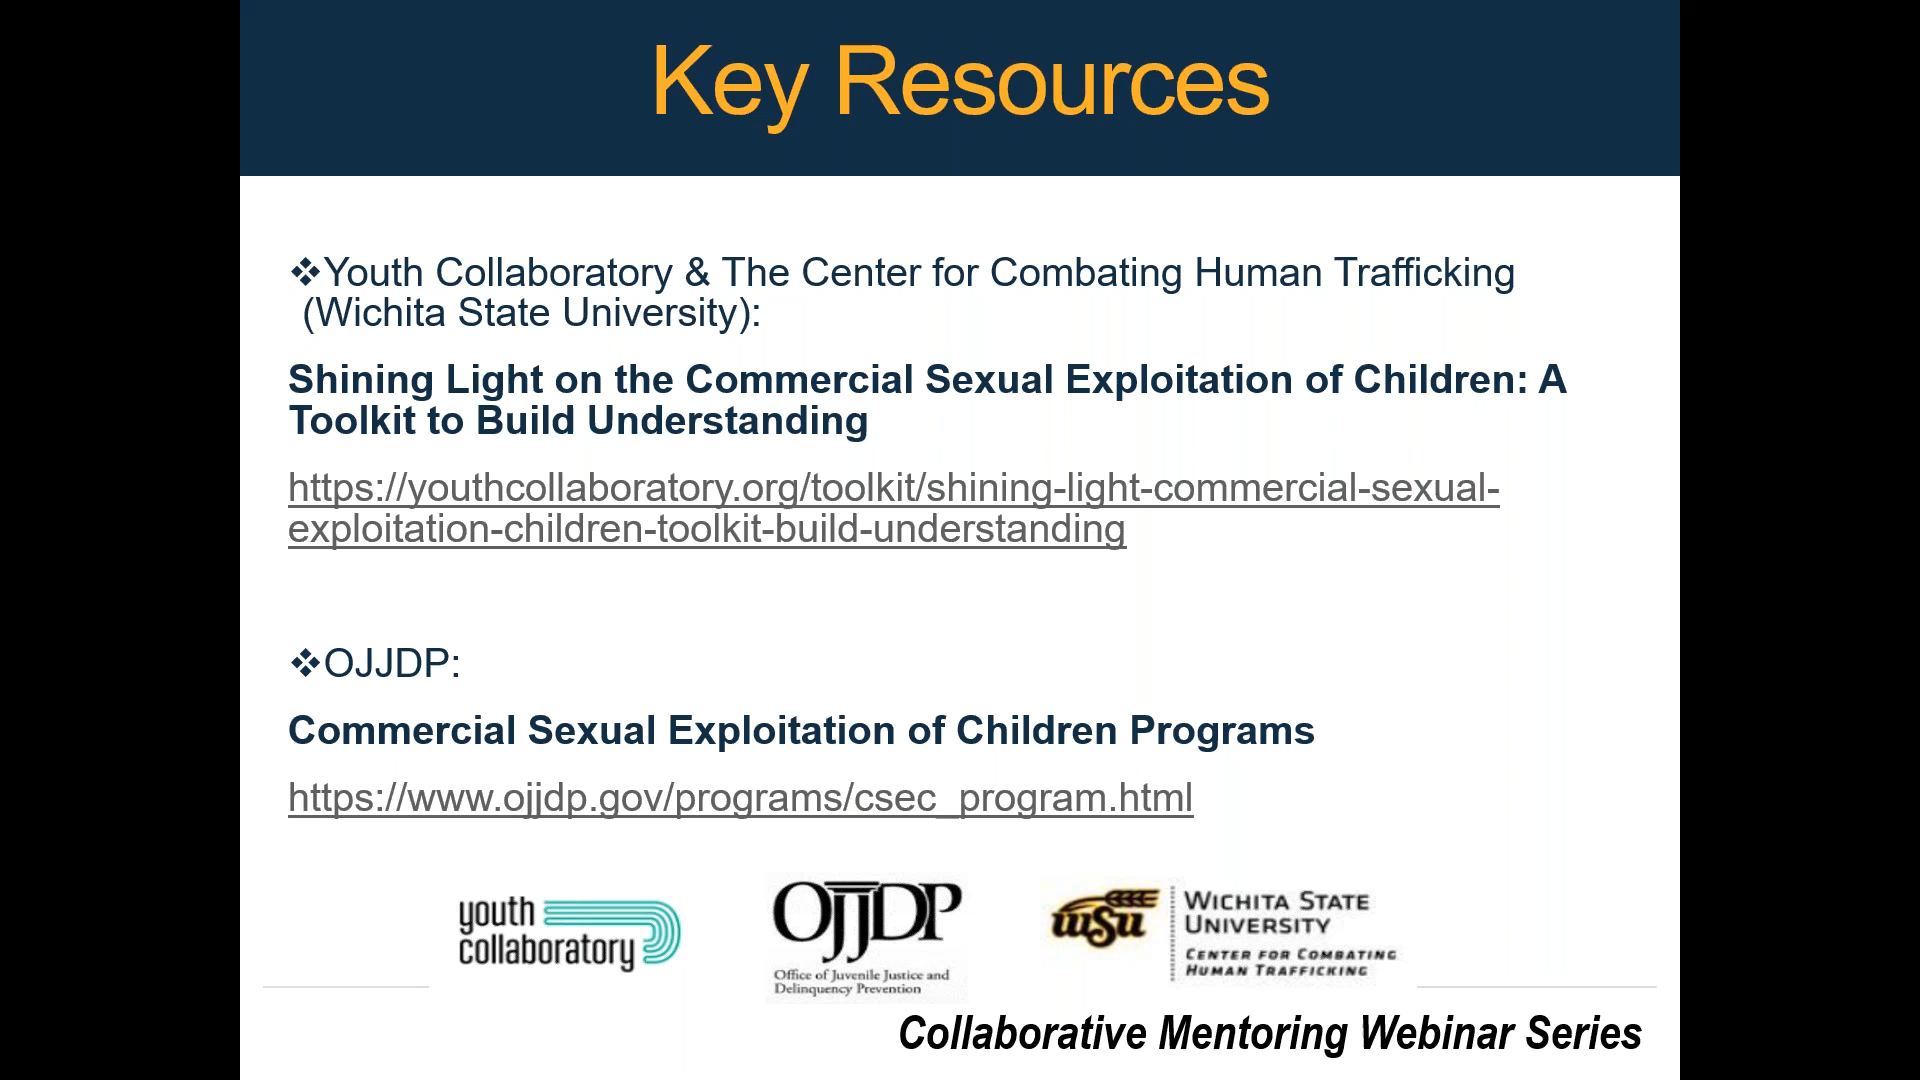 Key Resources
❖Youth Collaboratory & The Center for Combating Human Trafficking
(Wichita State University):
Shining Light on the Commercial Sexual Exploitation of Children: A
Toolkit to Build Understanding
https://youthcollaboratory.org/toolkit/shining-light-commercial-sexual-
exploitation-children-toolkit-build-understanding
❖OJJDP:
Commercial Sexual Exploitation of Children Programs
https://www.ojjdp.gov/programs/csec_program.html
youth
collaboratory
OJJDP
Office of Juvenile Justice and
Delinquency Prevention
WSU
WICHITA STATE
UNIVERSITY
CENTER FOR COMBATING
HUMAN TRAFFICKING
Collaborative Mentoring Webinar Series